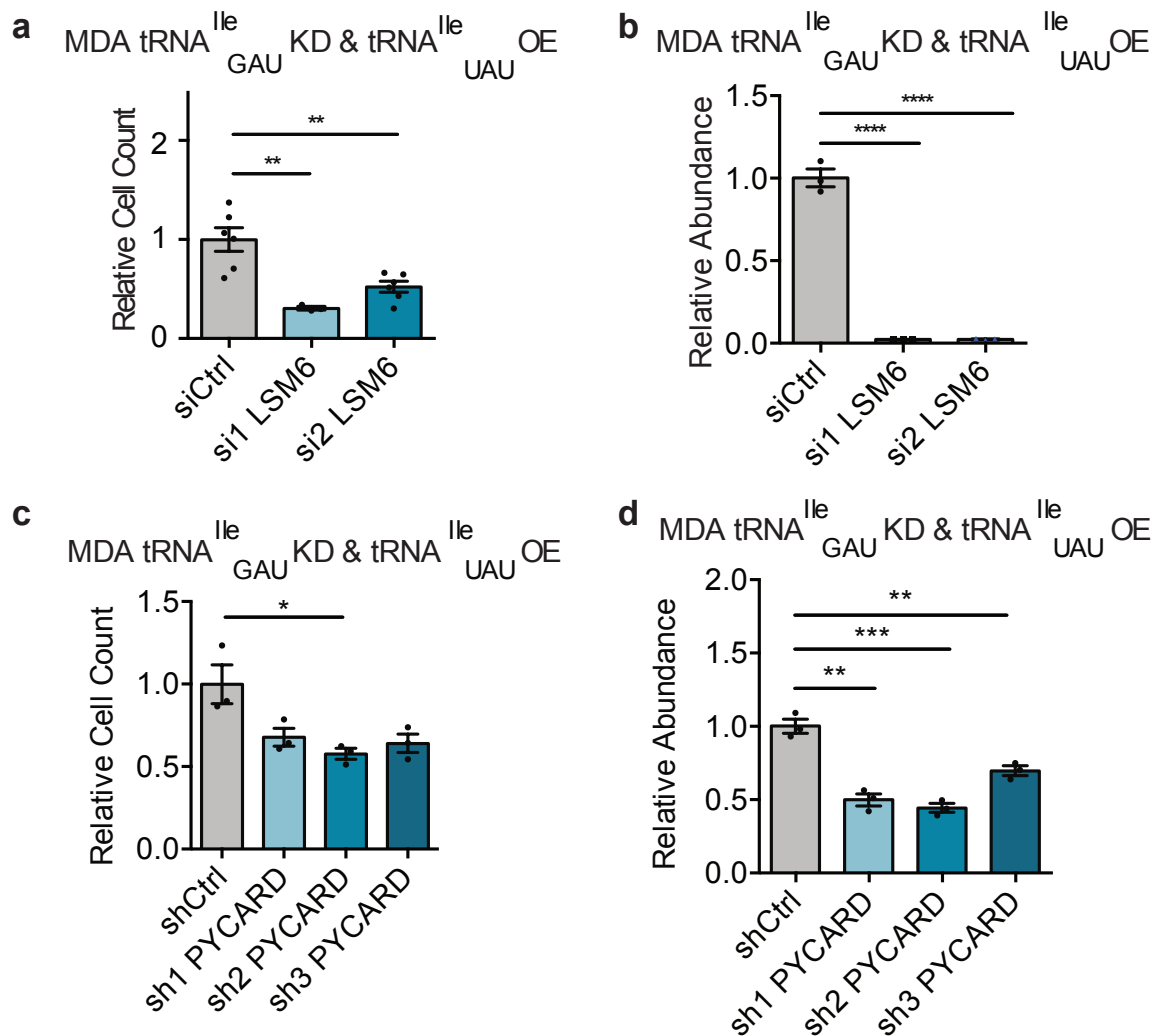 a
MDA tRNA Ile GAU KD & tRNA Ile UAU OE
Relative Cell Count
2
1
0
**
**
siCtrl
si1 LSM6
si2 LSM6
b
MDA tRNA Ile GAU KD & tRNA Ile UAU OE
Relative Abundance
1.5
1.0
0.5
0.0
****
****
siCtrl
si1 LSM6
si2 LSM6
c
MDA tRNA Ile GAU KD & tRNA Ile UAU OE
Relative Cell Count
1.5
1.0
0.5
0.0
*
shCtrl
sh1 PYCARD
sh2 PYCARD
sh3 PYCARD
d
MDA tRNA Ile GAU KD & tRNA Ile UAU OE
Relative Abundance
2.0
1.5
1.0
0.5
0.0
**
***
**
shCtrl
sh1 PYCARD
sh2 PYCARD
sh3 PYCARD